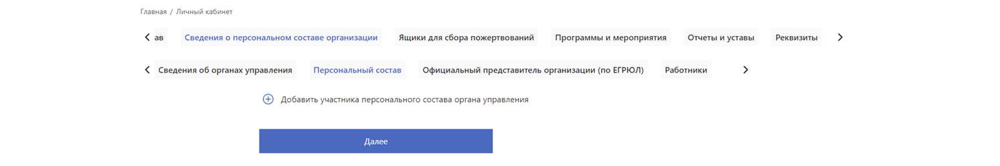 Главная / Личный кабинет
ав Сведения о персональном составе организации Ящики для сбора пожертвований Программы и мероприятия Отчеты и уставы Реквизиты
Сведения об органах управления Персональный состав Официальный представитель организации (по ЕГРЮЛ) Работники
Добавить участника персонального состава органа управления
Далее